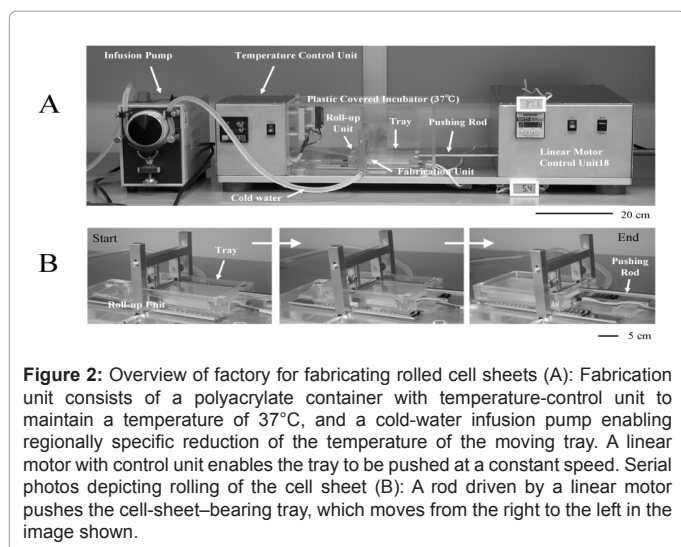 Infusion Pump
Temperature Control Unit
A
Plastic Covered Incubator (37℃)
Roll-up
Unit
Tray
Pushing Rod
Linear Motor
Control Unit18
Fabrication Unit
Cold water
20 cm
B
Start
Tray
Roll-up Unit
End
Pushing
Rod
5 cm
Figure 2: Overview of factory for fabricating rolled cell sheets (A): Fabrication
unit consists of a polyacrylate container with temperature-control unit to
maintain a temperature of 37°C, and a cold-water infusion pump enabling
regionally specific reduction of the temperature of the moving tray. A linear
motor with control unit enables the tray to be pushed at a constant speed. Serial
photos depicting rolling of the cell sheet (B): A rod driven by a linear motor
pushes the cell-sheet–bearing tray, which moves from the right to the left in the
image shown.